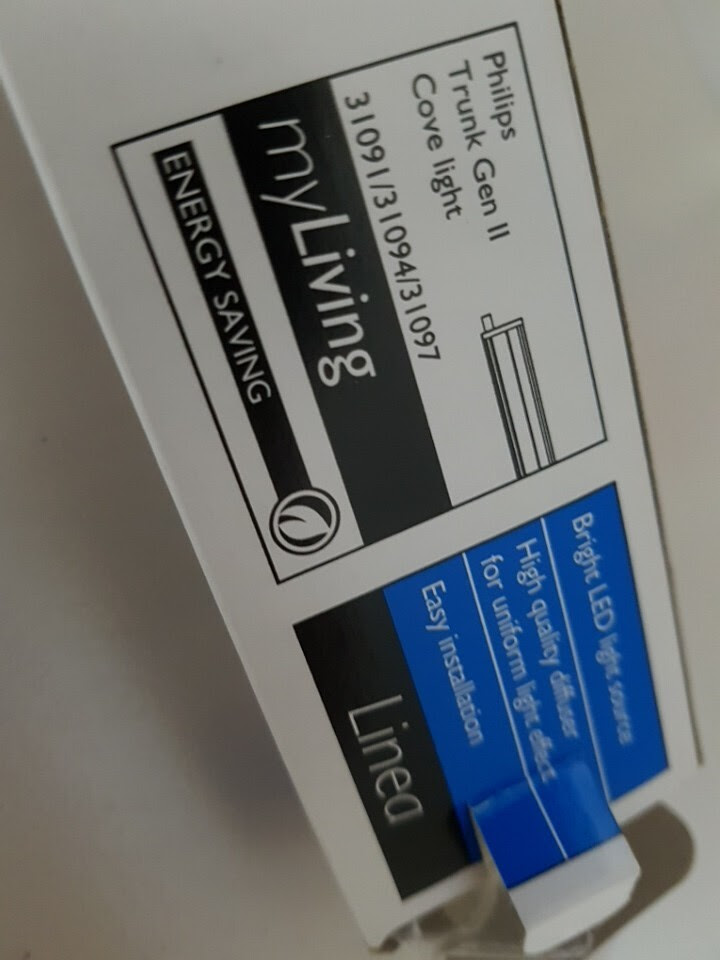 Philips
Trunk Gen II
Cove light
31091/31094/31097
myLiving
ENERGY SAVING
Bright LED light source
High quality diffuser
for uniform light effect
Easy installation
Linea